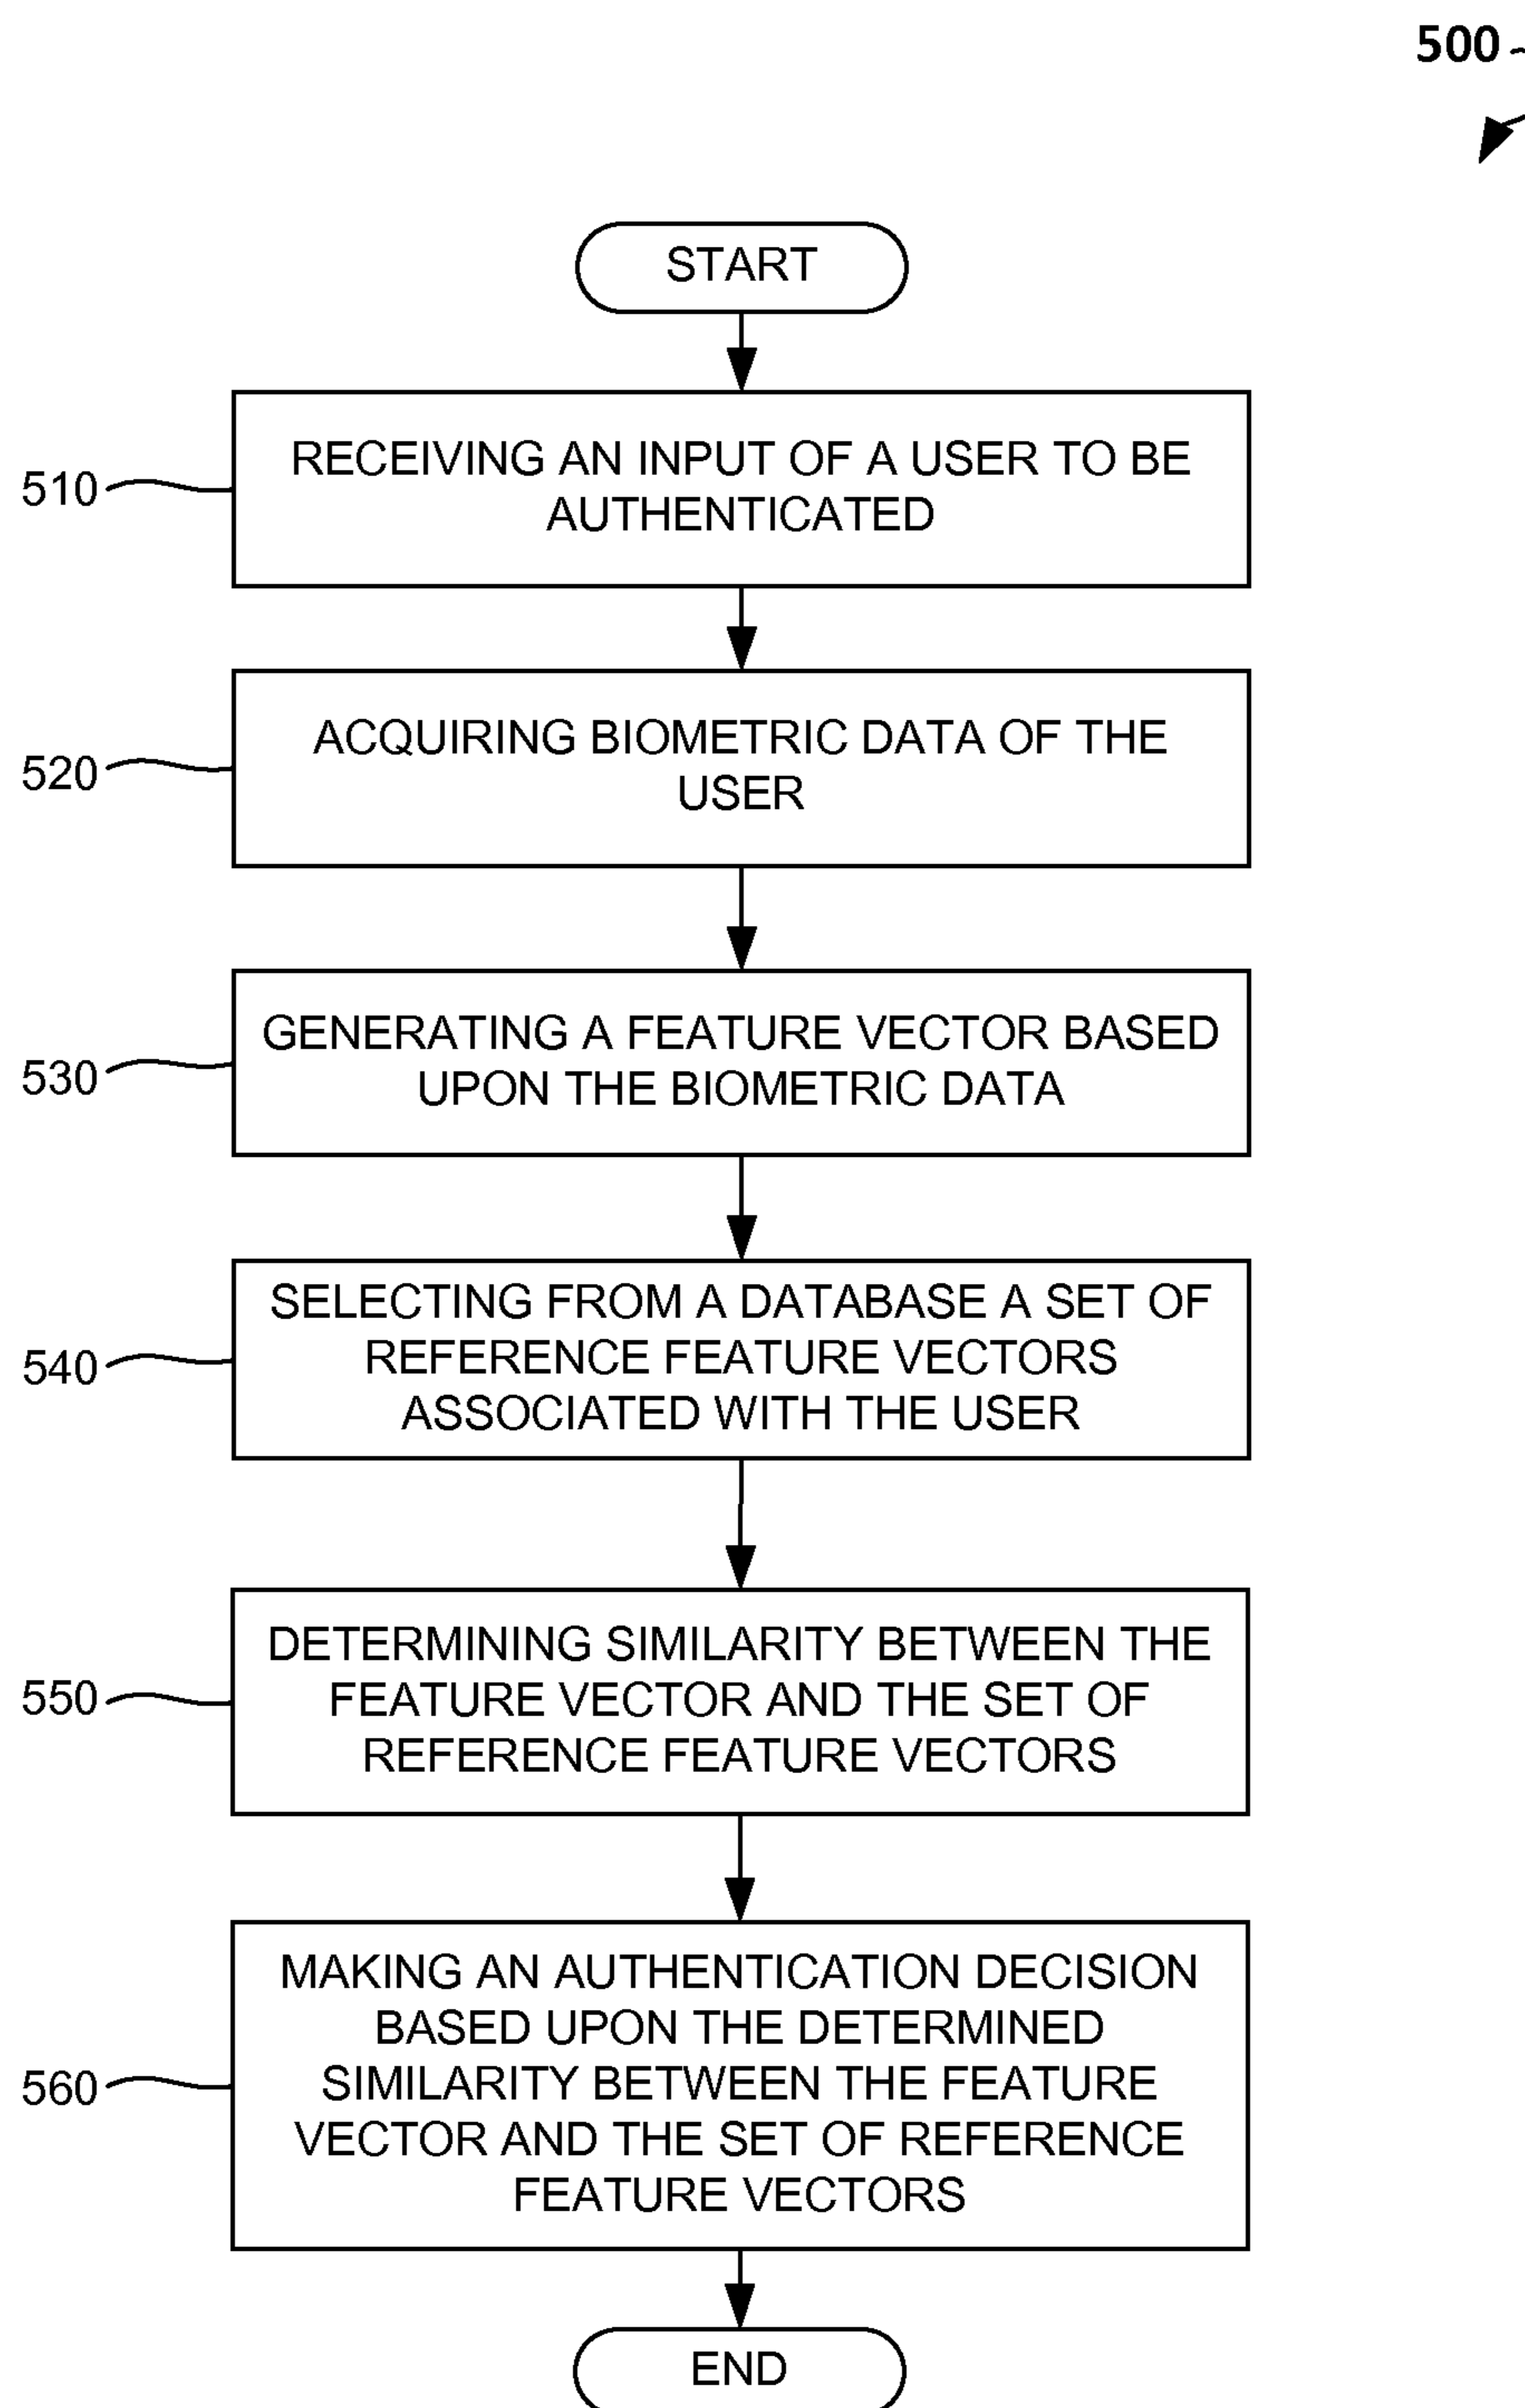 500
START
510
RECEIVING AN INPUT OF A USER TO BE
AUTHENTICATED
520
ACQUIRING BIOMETRIC DATA OF THE
USER
530
GENERATING A FEATURE VECTOR BASED
UPON THE BIOMETRIC DATA
540
SELECTING FROM A DATABASE A SET OF
REFERENCE FEATURE VECTORS
ASSOCIATED WITH THE USER
550
DETERMINING SIMILARITY BETWEEN THE
FEATURE VECTOR AND THE SET OF
REFERENCE FEATURE VECTORS
560
MAKING AN AUTHENTICATION DECISION
BASED UPON THE DETERMINED
SIMILARITY BETWEEN THE FEATURE
VECTOR AND THE SET OF REFERENCE
FEATURE VECTORS
END